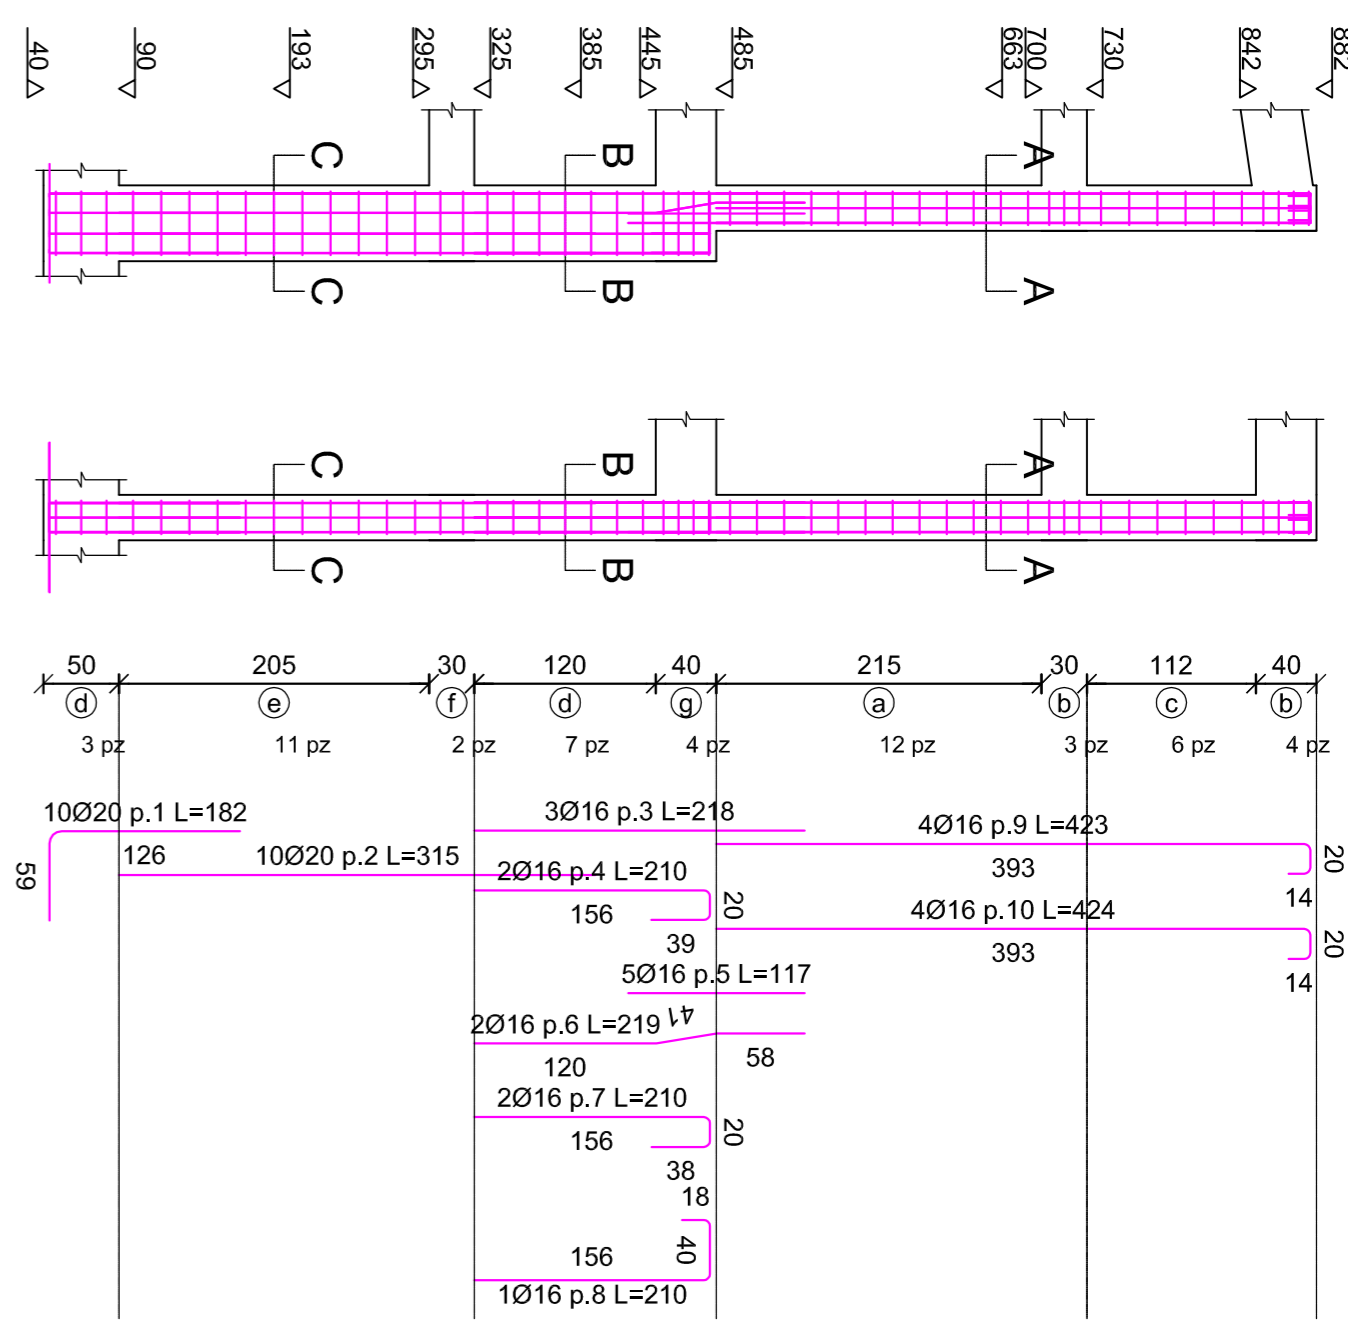 40
90
193
295
325
385
445
485
663
700
730
842
882
C
B
A
C
B
A
C
B
A
C
B
A
50 205 30 120 40 215 30 112 40
d e f d g a b c b
3 pz 11 pz 2 pz 7 pz 4 pz 12 pz 3 pz 6 pz 4 pz
10Ø20 p.1 L=182
59
126
10Ø20 p.2 L=315
3Ø16 p.3 L=218
2Ø16 p.4 L=210
156
20
39
5Ø16 p.5 L=117
2Ø16 p.6 L=219
41
120
58
2Ø16 p.7 L=210
156
20
38
18
156
40
1Ø16 p.8 L=210
4Ø16 p.9 L=423
393
20
14
4Ø16 p.10 L=424
393
20
14